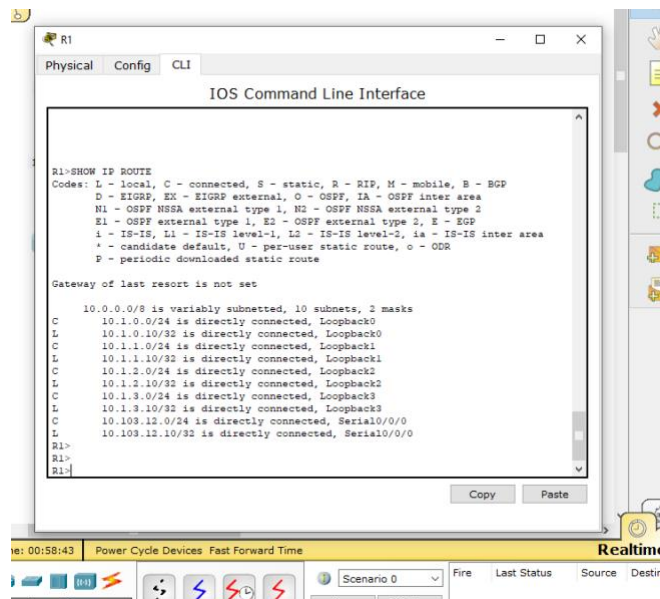 R1
Physical Config CLI
IOS Command Line Interface
R1>SHOW IP ROUTE
Codes: L - local, C - connected, S - static, R - RIP, M - mobile, B - BGP
D - EIGRP, EX - EIGRP external, O - OSPF, IA - OSPF inter area
N1 - OSPF NSSA external type 1, N2 - OSPF NSSA external type 2
E1 - OSPF external type 1, E2 - OSPF external type 2, E - EGP
i - IS-IS, L1 - IS-IS level-1, L2 - IS-IS level-2, ia - IS-IS inter area
* - candidate default, U - per-user static route, o - ODR
P - periodic downloaded static route
Gateway of last resort is not set
10.0.0.0/8 is variably subnetted, 10 subnets, 2 masks
C 10.1.0.0/24 is directly connected, Loopback0
L 10.1.0.10/32 is directly connected, Loopback0
C 10.1.1.0/24 is directly connected, Loopback1
L 10.1.1.10/32 is directly connected, Loopback1
C 10.1.2.0/24 is directly connected, Loopback2
L 10.1.2.10/32 is directly connected, Loopback2
C 10.1.3.0/24 is directly connected, Loopback3
L 10.1.3.10/32 is directly connected, Loopback3
C 10.103.12.0/24 is directly connected, Serial0/0/0
L 10.103.12.10/32 is directly connected, Serial0/0/0
R1>
R1>
R1>
Copy Paste
ne: 00:58:43 Power Cycle Devices Fast Forward Time Realtime
Scenario 0 Fire Last Status Source Destin